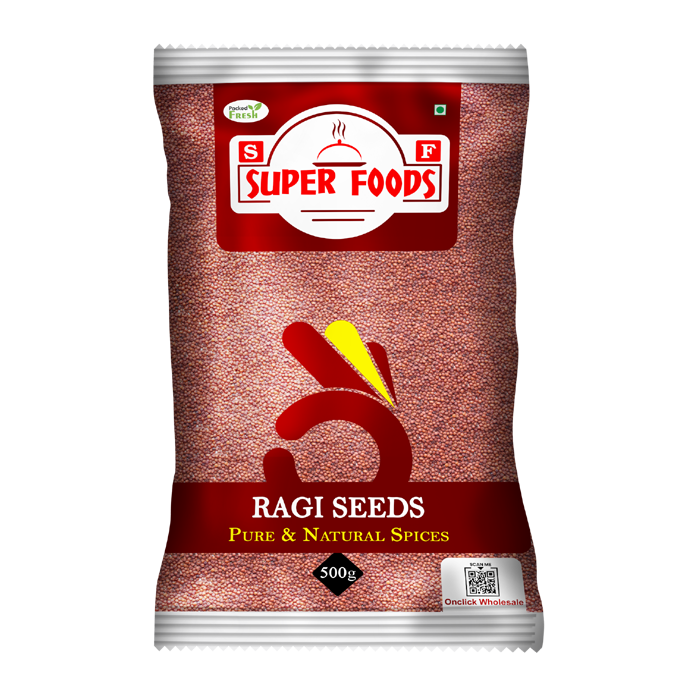 Packed
FRESH
S F
SUPER FOODS
RAGI SEEDS
PURE & NATURAL SPICES
500g
SCAN ME
Onclick Wholesale